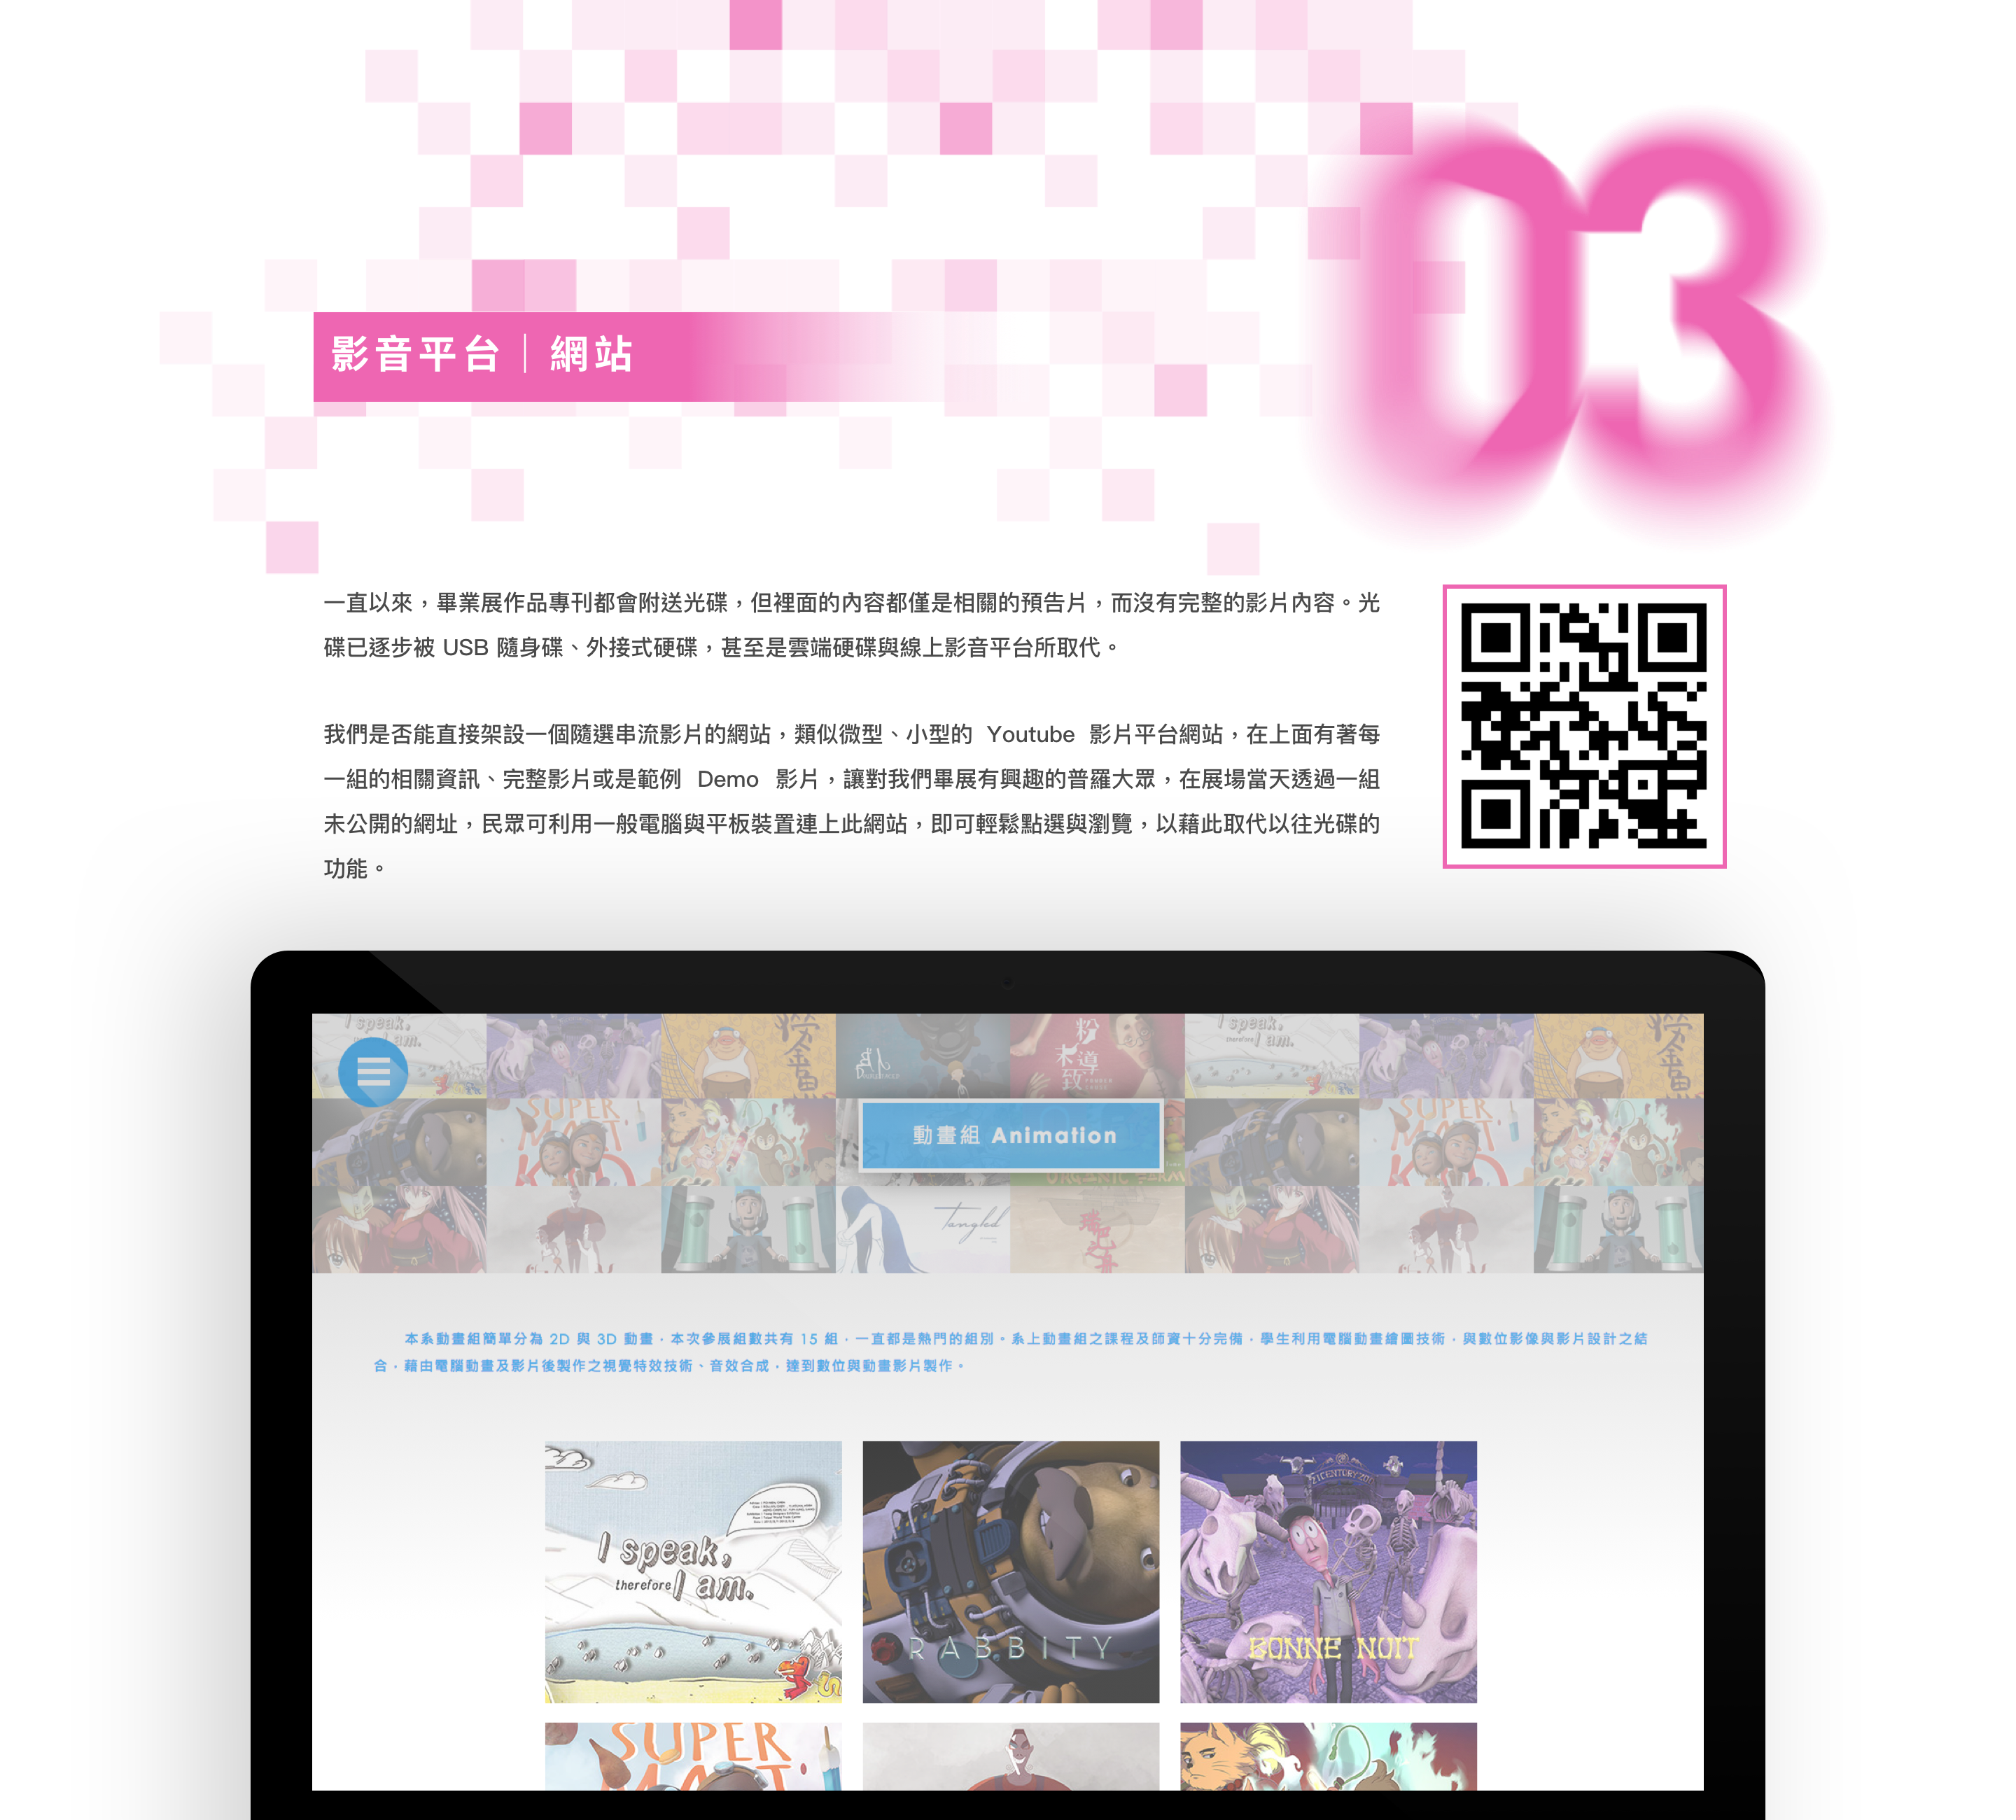 03
影音平台｜網站
一直以來，畢業展作品專刊都會附送光碟，但裡面的內容都僅是相關的預告片，而沒有完整的影片內容。光
碟已逐步被 USB 隨身碟、外接式硬碟，甚至是雲端硬碟與線上影音平台所取代。
我們是否能直接架設一個隨選串流影片的網站，類似微型、小型的 Youtube 影片平台網站，在上面有著每
一組的相關資訊、完整影片或是範例 Demo 影片，讓對我們畢展有興趣的普羅大眾，在展場當天透過一組
未公開的網址，民眾可利用一般電腦與平板裝置連上此網站，即可輕鬆點選與瀏覽，以藉此取代以往光碟的
功能。
I speak,
I am.
粉
末導
致
I speak,
therefore I am.
動畫組 Animation
SUPER
SUPER
Tangled
本系動畫組簡單分為 2D 與 3D 動畫，本次參展組數共有 15 組，一直都是熱門的組別。系上動畫組之課程及師資十分完備，學生利用電腦動畫繪圖技術，與數位影像與影片設計之結
合，藉由電腦動畫及影片後製作之視覺特效技術、音效合成，達到數位與動畫影片製作。
I speak,
therefore I am.
RABBITY
BONNE NUIT
SUPER